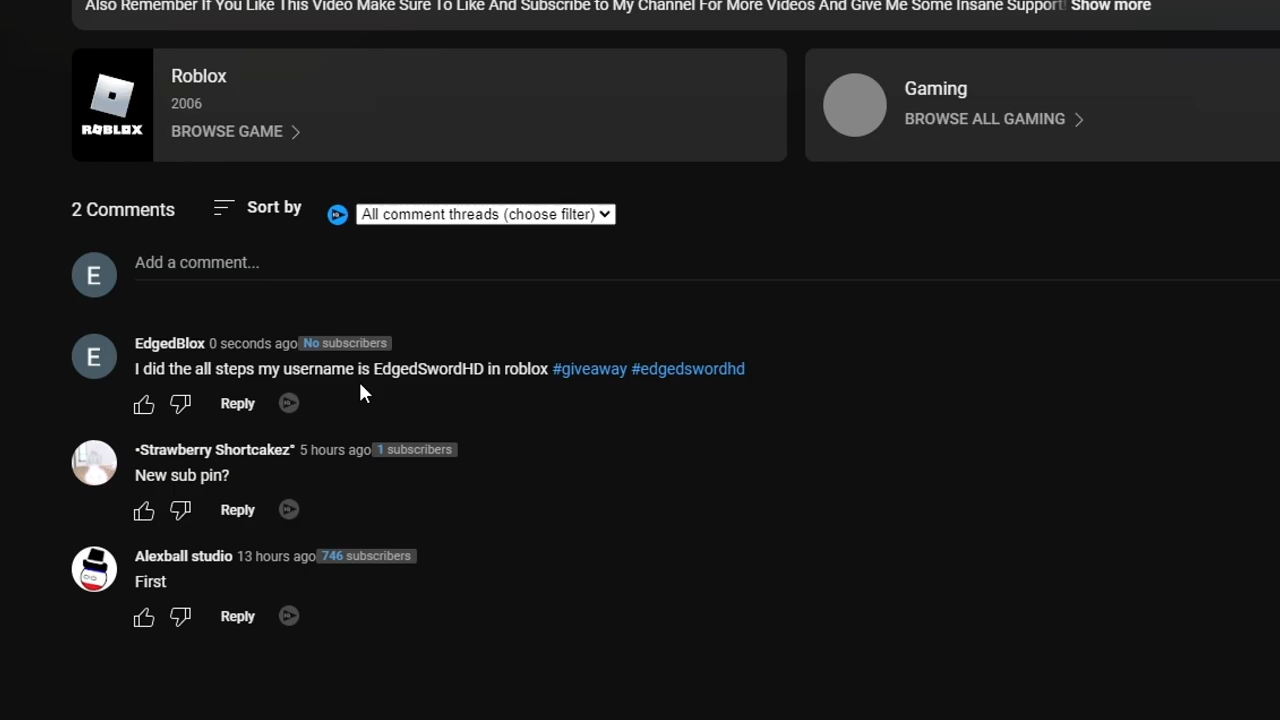 Also Remember If You Like This Video Make Sure To Like And Subscribe to My Channel For More Videos And Give Me Some Insane Support! Show more
Roblox
2006
BROWSE GAME
ROBLOX
Gaming
BROWSE ALL GAMING
2 Comments
Sort by
All comment threads (choose filter)
E
Add a comment...
E
EdgedBlox 0 seconds ago No subscribers
I did the all steps my username is EdgedSwordHD in roblox #giveaway #edgedswordhd
Reply
•Strawberry Shortcakez* 5 hours ago 1 subscribers
New sub pin?
Reply
Alexball studio 13 hours ago 746 subscribers
First
Reply